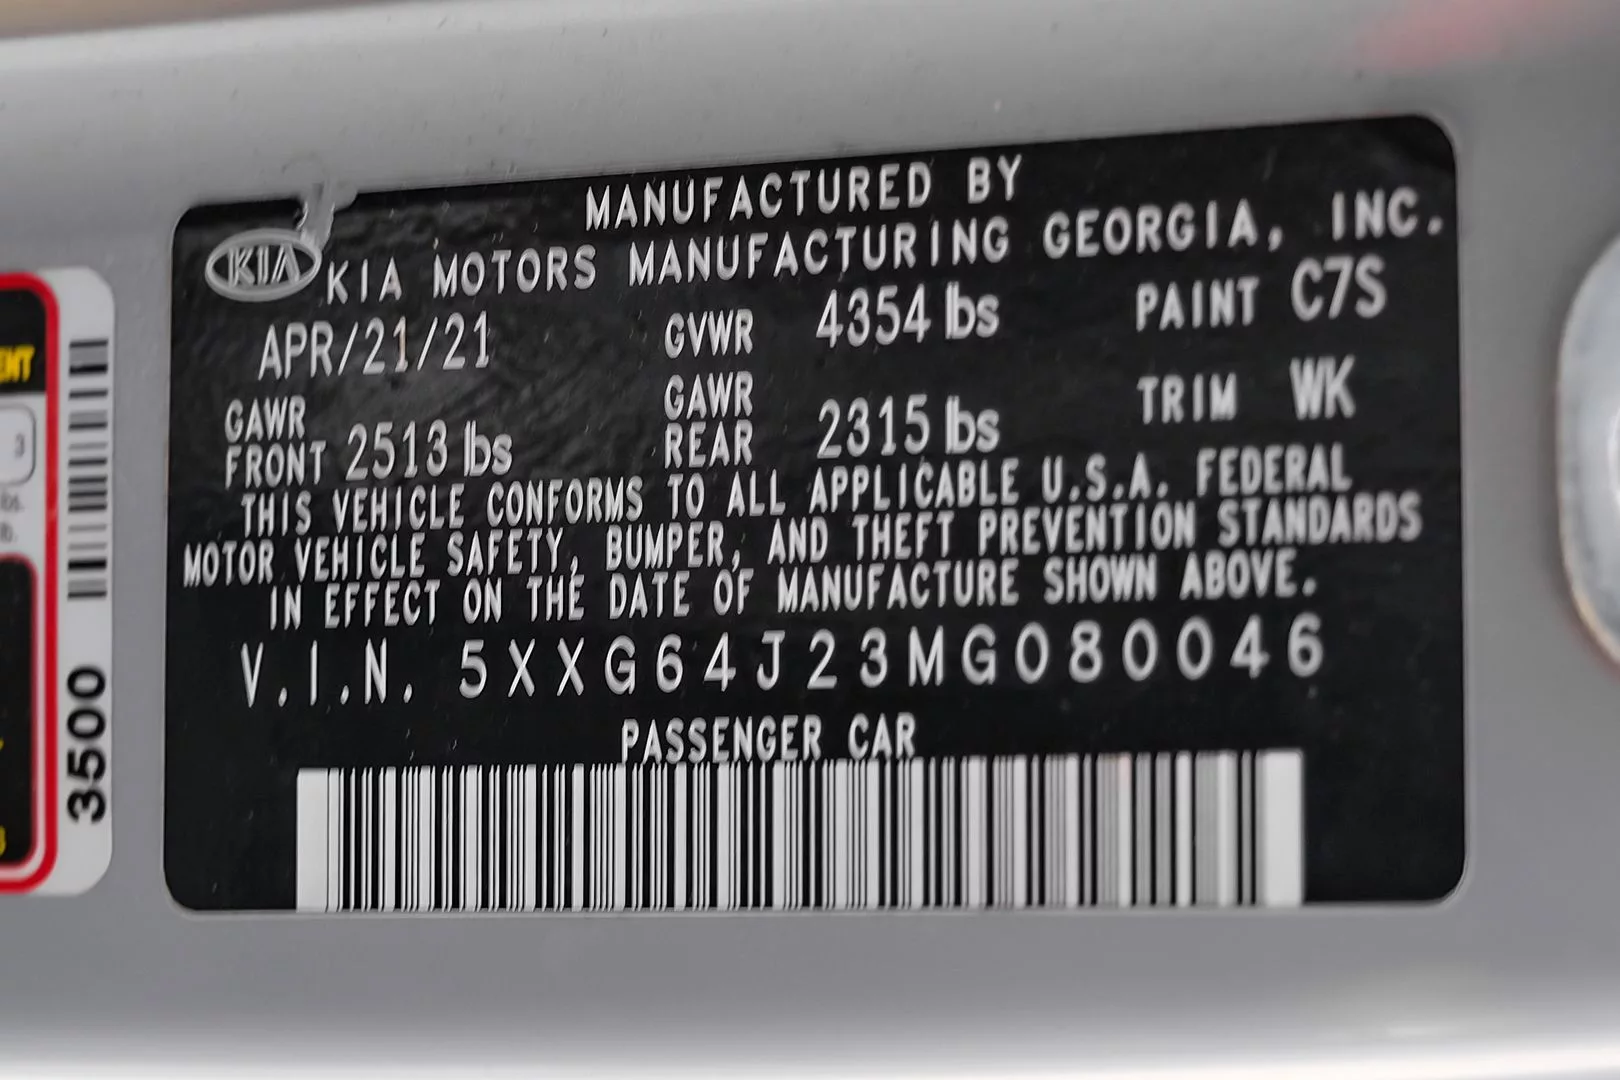 MANUFACTURED BY
KIA KIA MOTORS MANUFACTURING GEORGIA, INC.
APR/21/21 GVWR 4354 lbs PAINT C7S
GAWR FRONT 2513 lbs GAWR REAR 2315 lbs TRIM WK
THIS VEHICLE CONFORMS TO ALL APPLICABLE U.S.A. FEDERAL
MOTOR VEHICLE SAFETY, BUMPER, AND THEFT PREVENTION STANDARDS
IN EFFECT ON THE DATE OF MANUFACTURE SHOWN ABOVE.
V.I.N. 5XXG64J23MG080046
PASSENGER CAR
3500